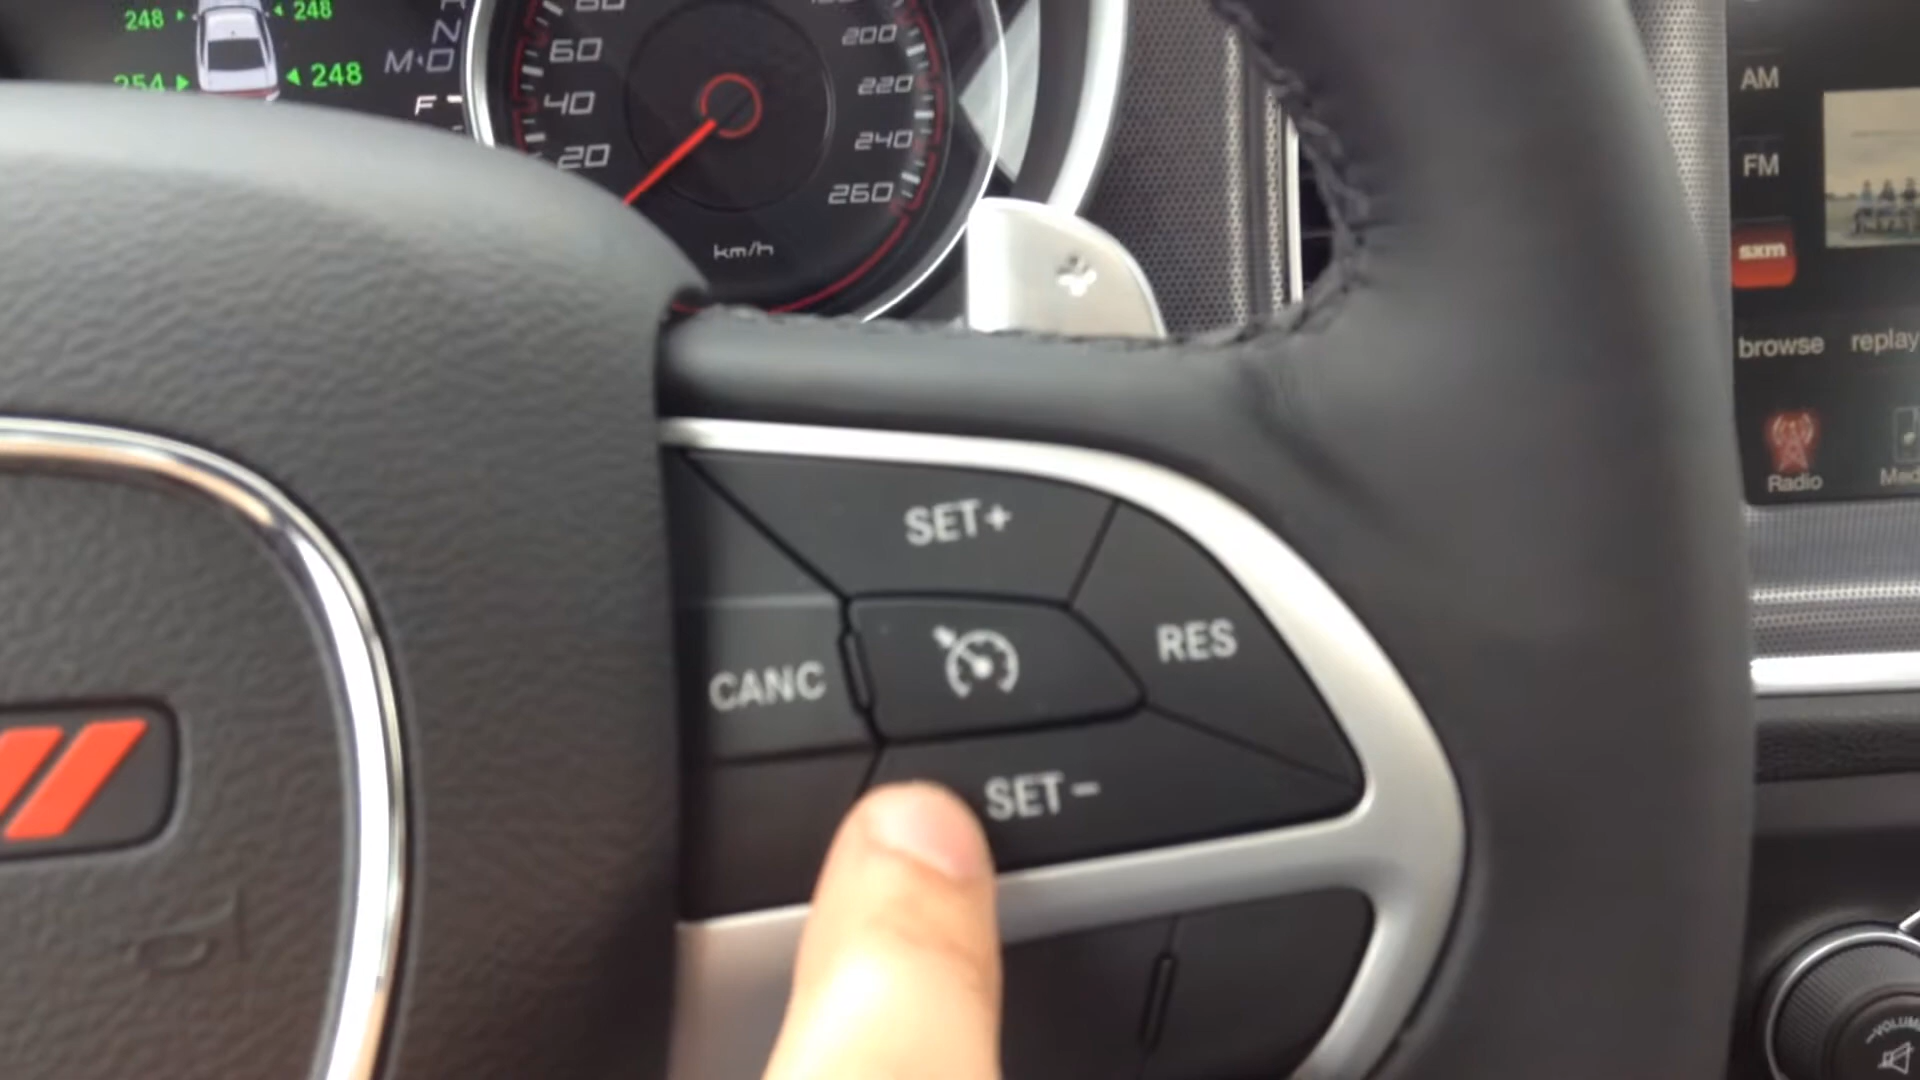 248 248
254 248
N
M D
F
60
40
20
200
220
240
260
km/h
AM
FM
sxm
browse replay
Radio
SET+
CANC
RES
SET-
VOLUME